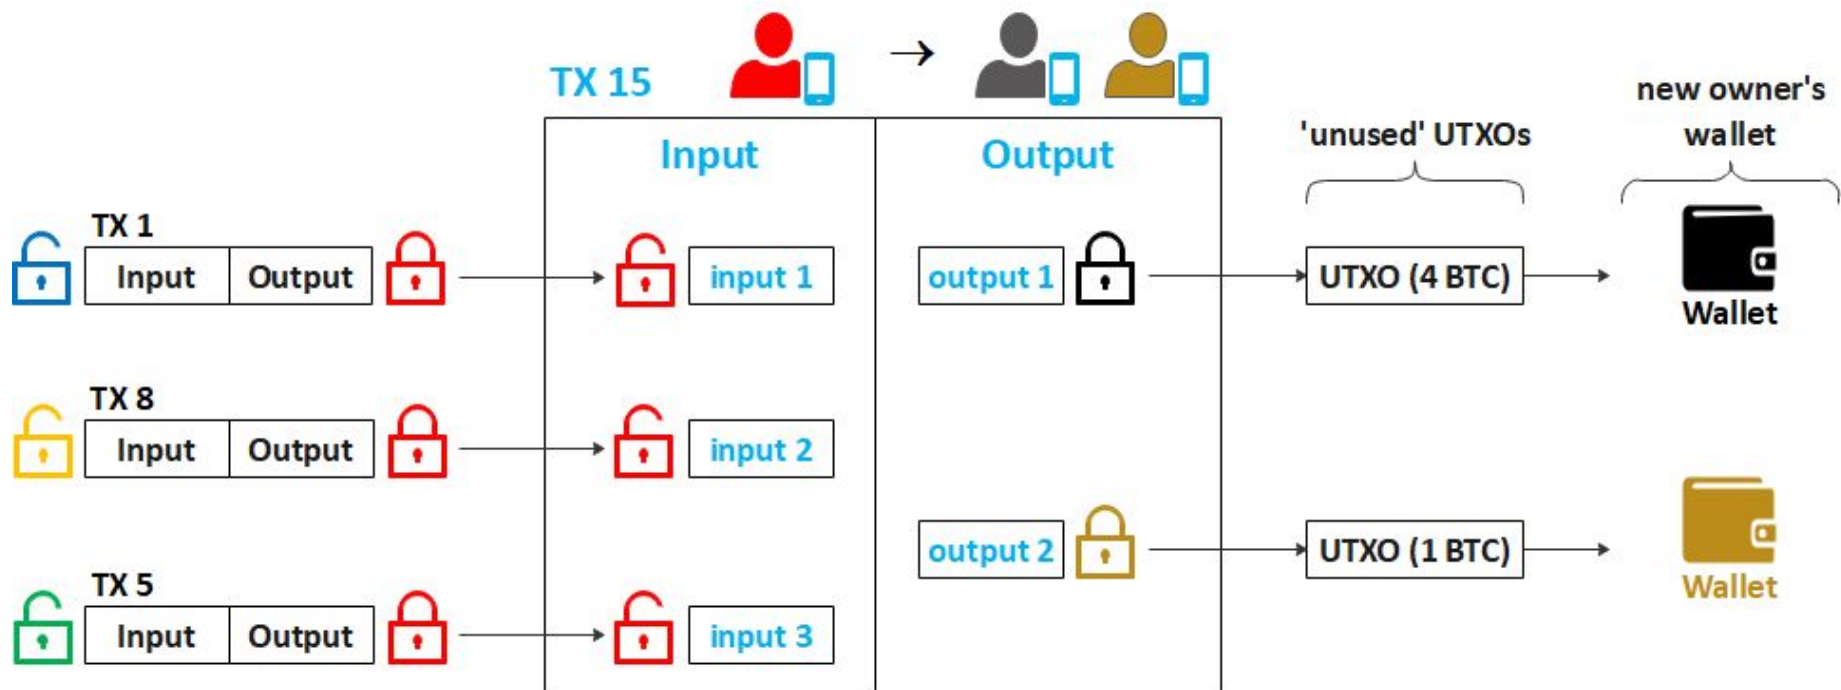 TX 15
new owner's
wallet
'unused' UTXOs
Input
Output
TX 1
Input
Output
input 1
output 1
UTXO (4 BTC)
Wallet
TX 8
Input
Output
input 2
output 2
UTXO (1 BTC)
Wallet
TX 5
Input
Output
input 3